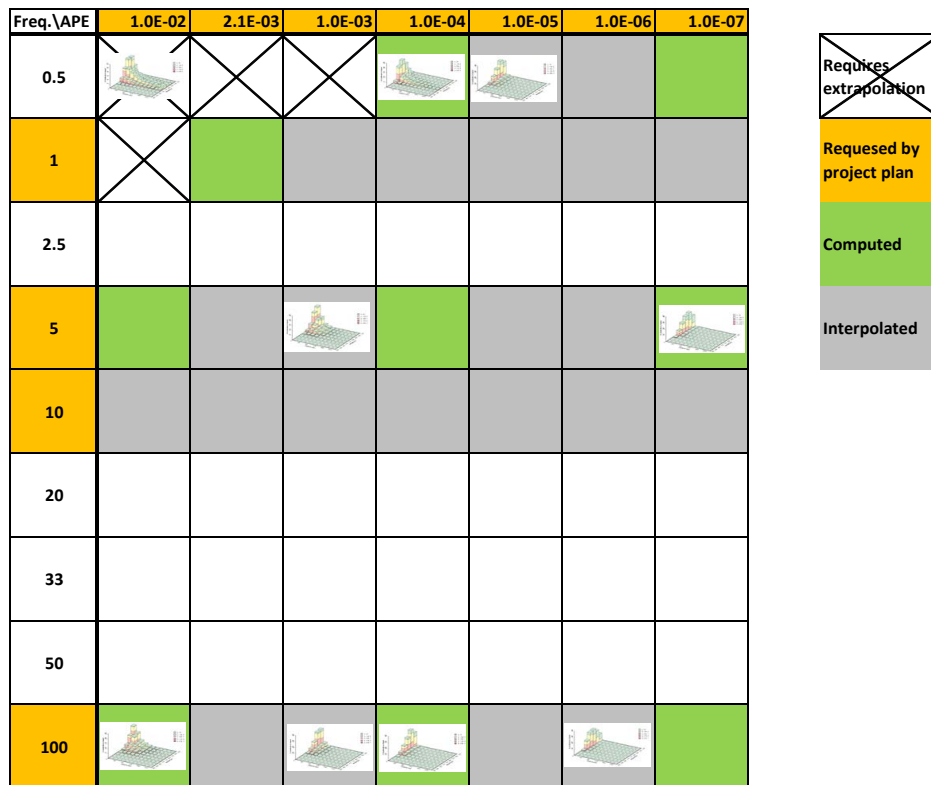 Freq.\APE 1.0E-02 2.1E-03 1.0E-03 1.0E-04 1.0E-05 1.0E-06 1.0E-07
0.5
1
2.5
5
10
20
33
50
100
Requires
extrapolation
Requesed by
project plan
Computed
Interpolated